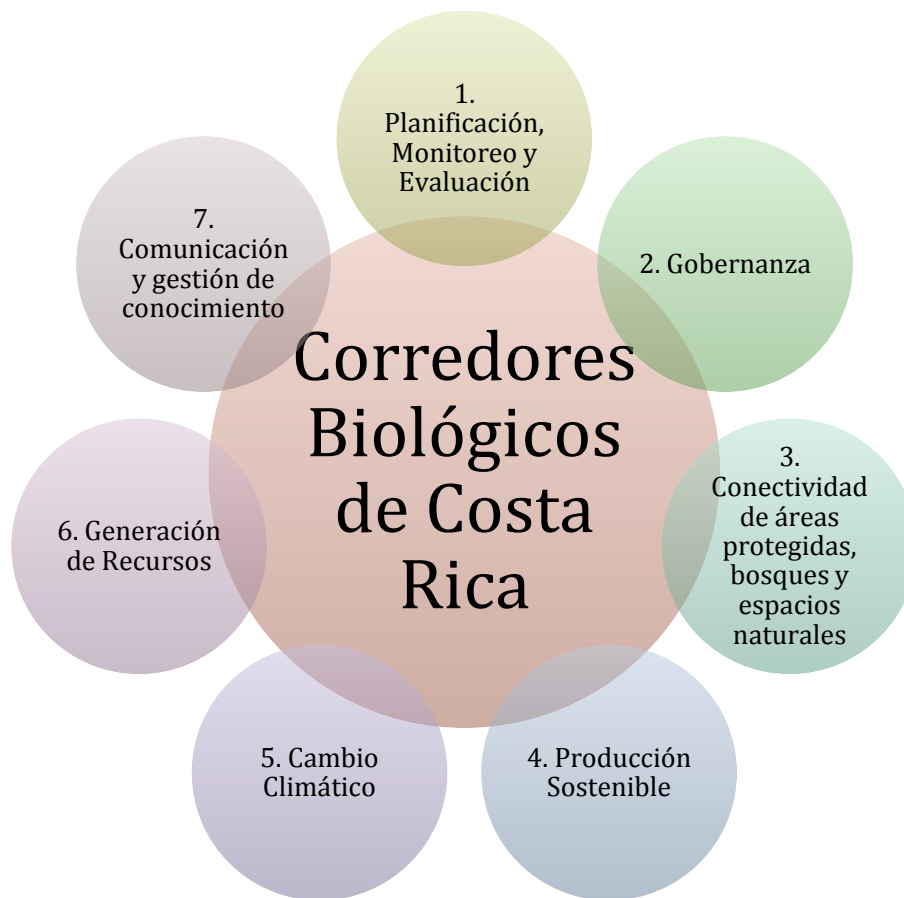 1.
Planificación,
Monitoreo y
Evaluación
2. Gobernanza
3.
Conectividad
de áreas
protegidas,
bosques y
espacios
naturales
4. Producción
Sostenible
5. Cambio
Climático
6. Generación
de Recursos
7.
Comunicación
y gestión de
conocimiento
Corredores
Biológicos
de Costa
Rica